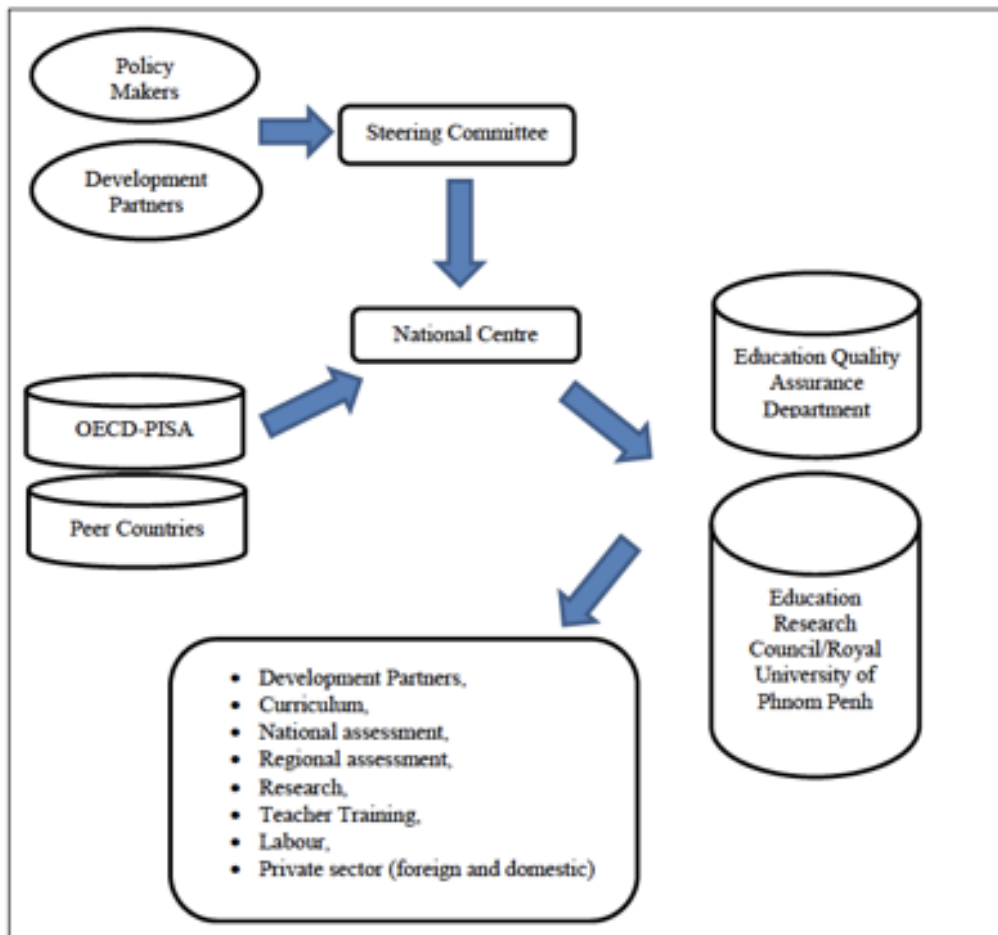 Policy
Makers
Steering Committee
Development
Partners
National Centre
Education Quality
Assurance
Department
OECD-PISA
Peer Countries
Education
Research
Council/Royal
University of
Phnom Penh
• Development Partners,
• Curriculum,
• National assessment,
• Regional assessment,
• Research,
• Teacher Training,
• Labour,
• Private sector (foreign and domestic)